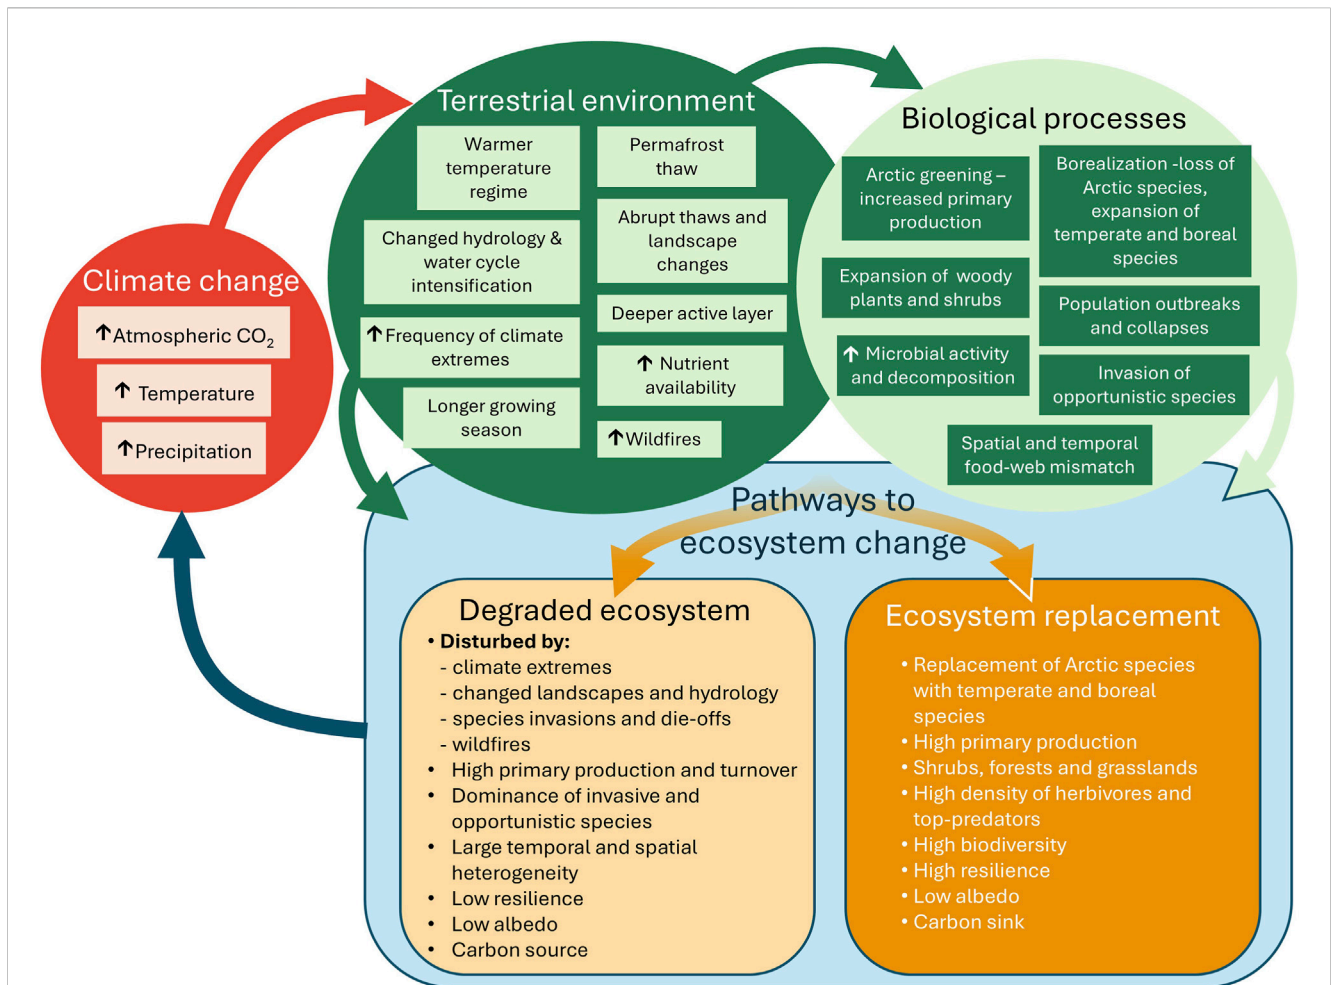 Climate change
↑Atmospheric CO₂
↑ Temperature
↑Precipitation
Terrestrial environment
Warmer
temperature
regime
Changed hydrology &
water cycle
intensification
↑Frequency of climate
extremes
Longer growing
season
Permafrost
thaw
Abrupt thaws and
landscape
changes
Deeper active layer
↑ Nutrient
availability
↑Wildfires
Biological processes
Arctic greening –
increased primary
production
Expansion of woody
plants and shrubs
↑ Microbial activity
and decomposition
Borealization -loss of
Arctic species,
expansion of
temperate and boreal
species
Population outbreaks
and collapses
Invasion of
opportunistic species
Spatial and temporal
food-web mismatch
Pathways to
ecosystem change
Degraded ecosystem
• Disturbed by:
- climate extremes
- changed landscapes and hydrology
- species invasions and die-offs
- wildfires
• High primary production and turnover
• Dominance of invasive and
opportunistic species
• Large temporal and spatial
heterogeneity
• Low resilience
• Low albedo
• Carbon source
Ecosystem replacement
• Replacement of Arctic species
with temperate and boreal
species
• High primary production
• Shrubs, forests and grasslands
• High density of herbivores and
top-predators
• High biodiversity
• High resilience
• Low albedo
• Carbon sink